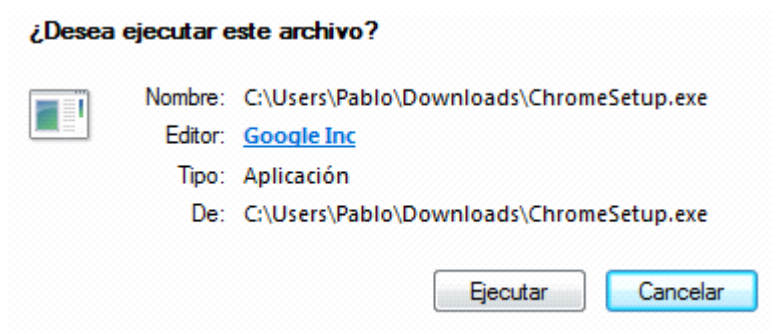 ¿Desea ejecutar este archivo?
Nombre: C:\Users\Pablo\Downloads\ChromeSetup.exe
Editor: Google Inc
Tipo: Aplicación
De: C:\Users\Pablo\Downloads\ChromeSetup.exe
Ejecutar Cancelar